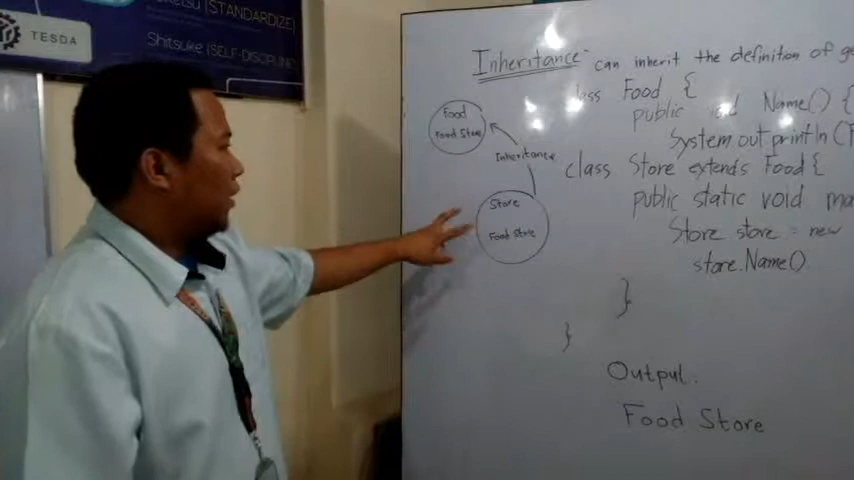 (STANDARDIZE)
Shitsuke (SELF-DISCIPLINE)
TESDA
Inheritance - can inherit the definition of
Food
Food Store
Inheritance
Store
Food Store
class Food {
public void Name() {
System out println (
class Store extends Food {
public static void
Store store = new
store.Name()
}
}
Output:
Food Store